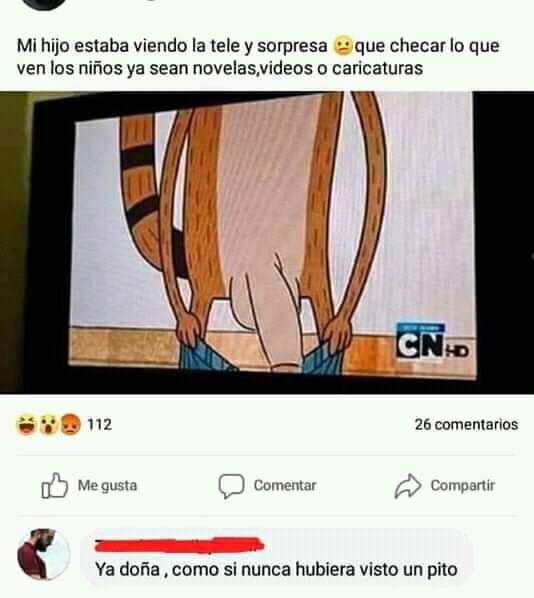 Mi hijo estaba viendo la tele y sorpresa 😕que checar lo que
ven los niños ya sean novelas,videos o caricaturas
CN HD
112
26 comentarios
Me gusta
Comentar
Compartir
Ya doña , como si nunca hubiera visto un pito